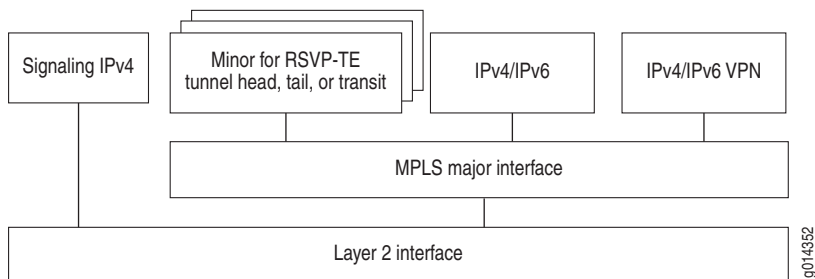 Signaling IPv4
Minor for RSVP-TE
tunnel head, tail, or transit
IPv4/IPv6
IPv4/IPv6 VPN
MPLS major interface
Layer 2 interface
g014352